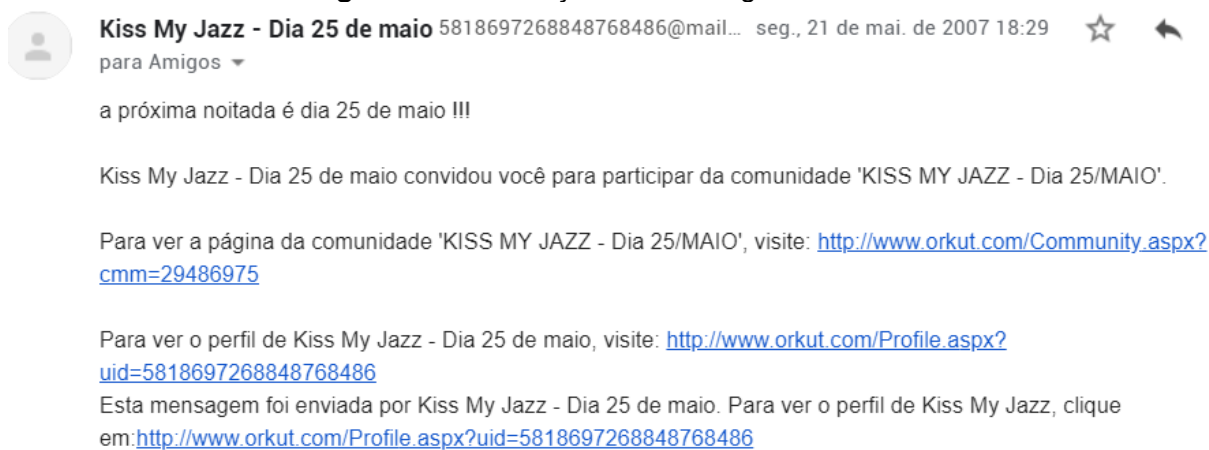 Kiss My Jazz - Dia 25 de maio 5818697268848768486@mail... seg., 21 de mai. de 2007 18:29
para Amigos
a próxima noitada é dia 25 de maio !!!
Kiss My Jazz - Dia 25 de maio convidou você para participar da comunidade 'KISS MY JAZZ - Dia 25/MAIO'.
Para ver a página da comunidade 'KISS MY JAZZ - Dia 25/MAIO', visite: http://www.orkut.com/Community.aspx?
cmm=29486975
Para ver o perfil de Kiss My Jazz - Dia 25 de maio, visite: http://www.orkut.com/Profile.aspx?
uid=5818697268848768486
Esta mensagem foi enviada por Kiss My Jazz - Dia 25 de maio. Para ver o perfil de Kiss My Jazz, clique
em:http://www.orkut.com/Profile.aspx?uid=5818697268848768486